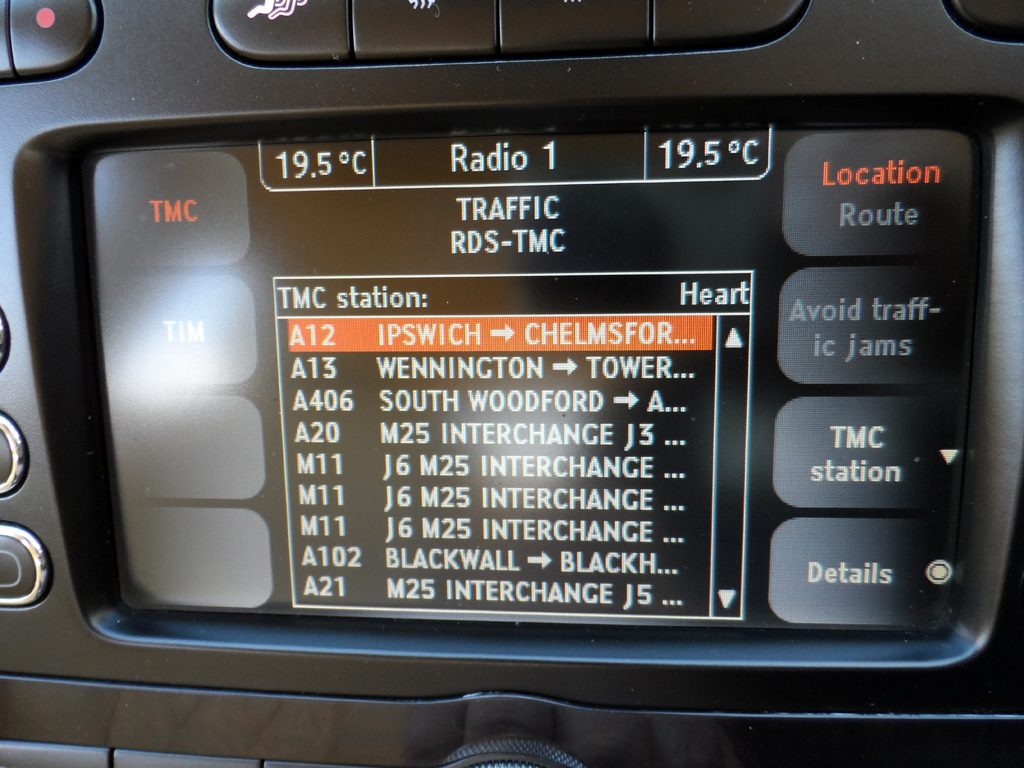 19.5 °C Radio 1 19.5 °C
TRAFFIC
RDS-TMC
TMC
TIM
TMC station: Heart
A12 IPSWICH → CHELMSFOR...
A13 WENNINGTON → TOWER...
A406 SOUTH WOODFORD → A...
A20 M25 INTERCHANGE J3 ...
M11 J6 M25 INTERCHANGE ...
M11 J6 M25 INTERCHANGE ...
M11 J6 M25 INTERCHANGE ...
A102 BLACKWALL → BLACKH...
A21 M25 INTERCHANGE J5 ...
Location
Route
Avoid traff-
ic jams
TMC
station
Details